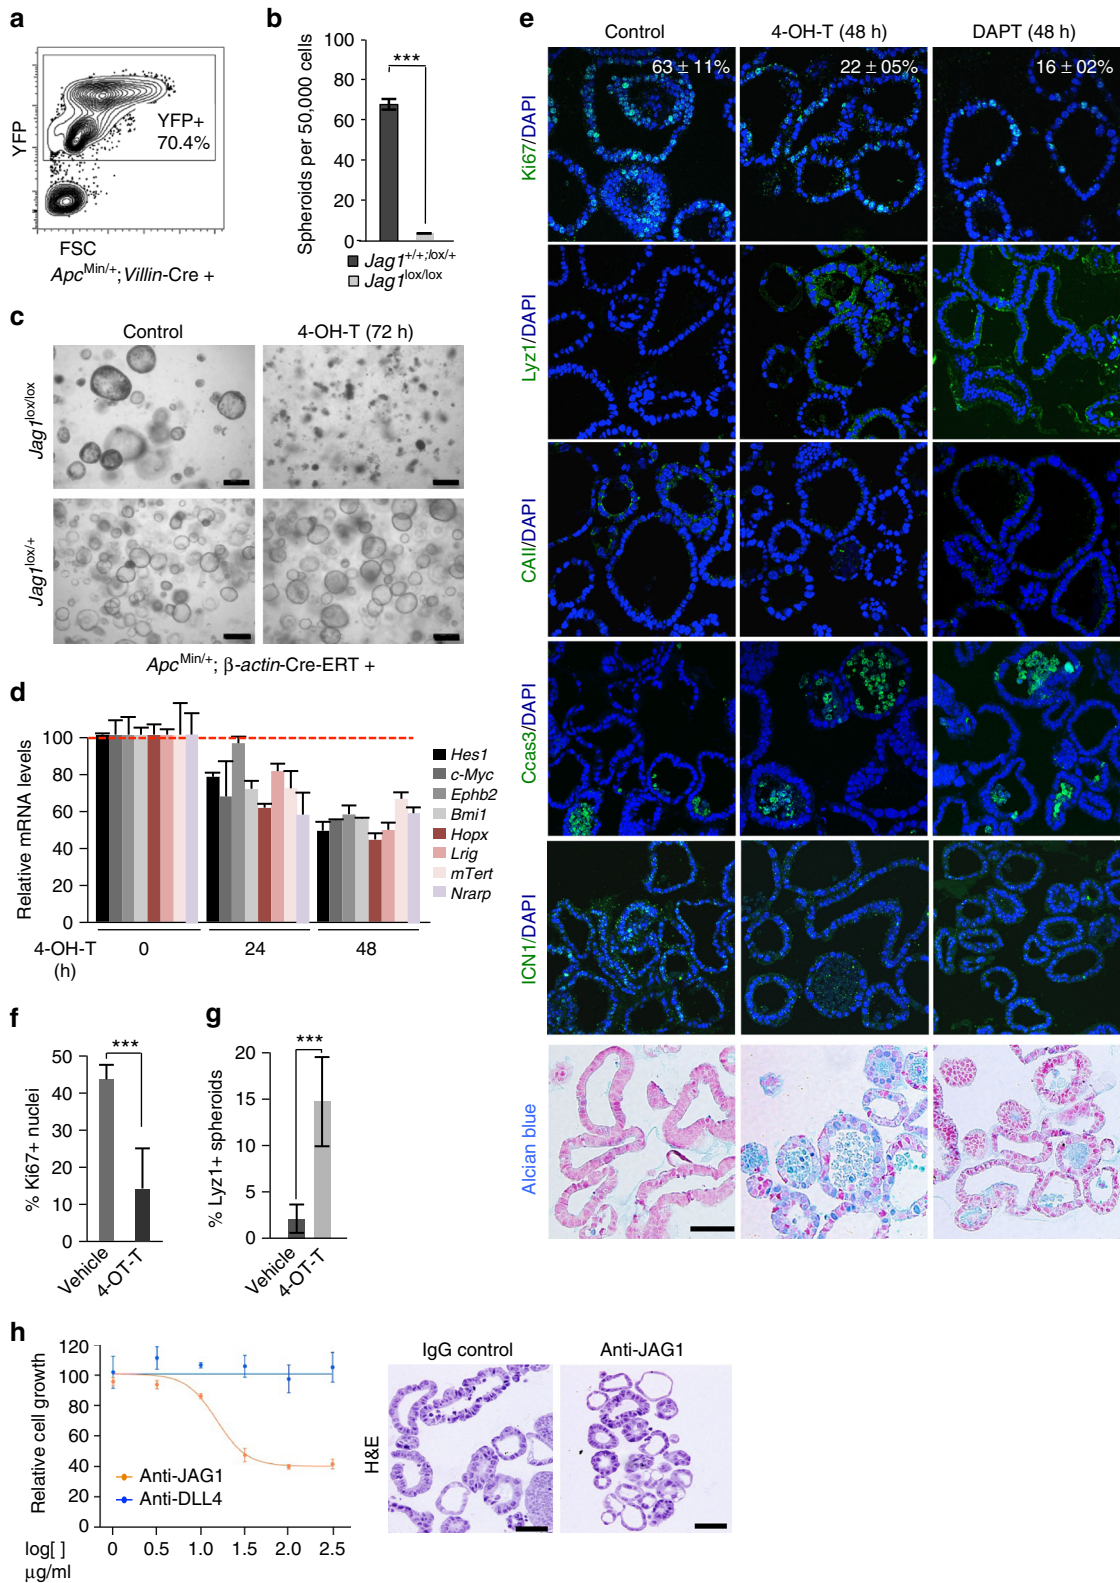 a
YFP
YFP+
70.4%
FSC
Apc^Min/+;Villin-Cre +
b
Spheroids per 50,000 cells
100
80
60
40
20
0
***
Jag1^+/+;lox/+
Jag1^lox/lox
c
Control
4-OH-T (72 h)
Jag1^lox/lox
Jag1^lox/+
Apc^Min/+; β-actin-Cre-ERT +
d
Relative mRNA levels
100
80
60
40
20
0
Hes1
c-Myc
Ephb2
Bmi1
Hopx
Lrig
mTert
Nrarp
4-OH-T
(h)
0
24
48
e
Control
4-OH-T (48 h)
DAPT (48 h)
63 ± 11%
22 ± 05%
16 ± 02%
Ki67/DAPI
Lyz1/DAPI
CAII/DAPI
Ccas3/DAPI
ICN1/DAPI
Alcian blue
f
% Ki67+ nuclei
50
40
30
20
10
0
***
Vehicle
4-OT-T
g
% Lyz1+ spheroids
20
15
10
5
0
***
Vehicle
4-OT-T
h
Relative cell growth
120
100
80
60
40
20
0
Anti-JAG1
Anti-DLL4
log[ ]
μg/ml
0
0.5
1.0
1.5
2.0
2.5
IgG control
Anti-JAG1
H&E